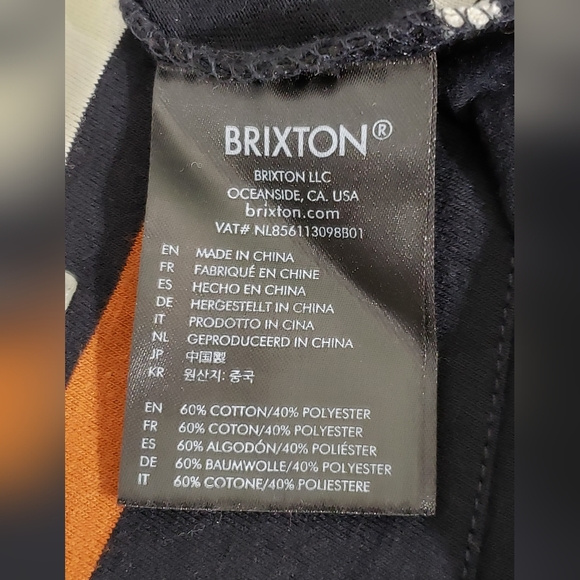 BRIXTON®
BRIXTON LLC
OCEANSIDE, CA. USA
brixton.com
VAT# NL856113098B01
EN MADE IN CHINA
FR FABRIQUÉ EN CHINE
ES HECHO EN CHINA
DE HERGESTELLT IN CHINA
IT PRODOTTO IN CINA
NL GEPRODUCEERD IN CHINA
JP 中国製
KR 원산지: 중국
EN 60% COTTON/40% POLYESTER
FR 60% COTON/40% POLYESTER
ES 60% ALGODÓN/40% POLIÉSTER
DE 60% BAUMWOLLE/40% POLYESTER
IT 60% COTONE/40% POLIESTERE